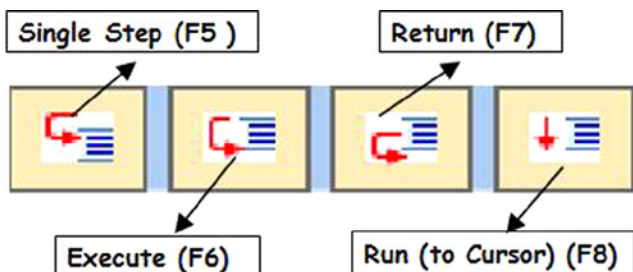 Single Step (F5 )
Return (F7)
Execute (F6)
Run (to Cursor) (F8)